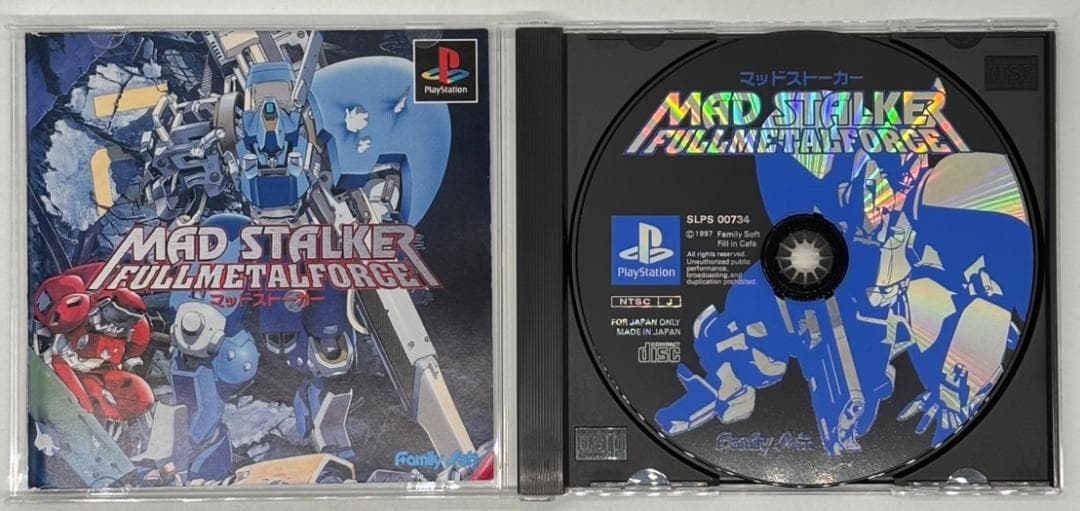 PlayStation
MAD STALKER
FULLMETALFORCE
マッドストーカー
Family Soft
マッドストーカー
MAD STALKER
FULLMETALFORCE
SLPS 00734
©1997 Family Soft
Fill in Cafe
All rights reserved.
Unauthorized public
performance,
broadcasting,and
duplication prohibited.
PlayStation
NTSC J
FOR JAPAN ONLY
MADE IN JAPAN
COMPACT
disc
Family Soft